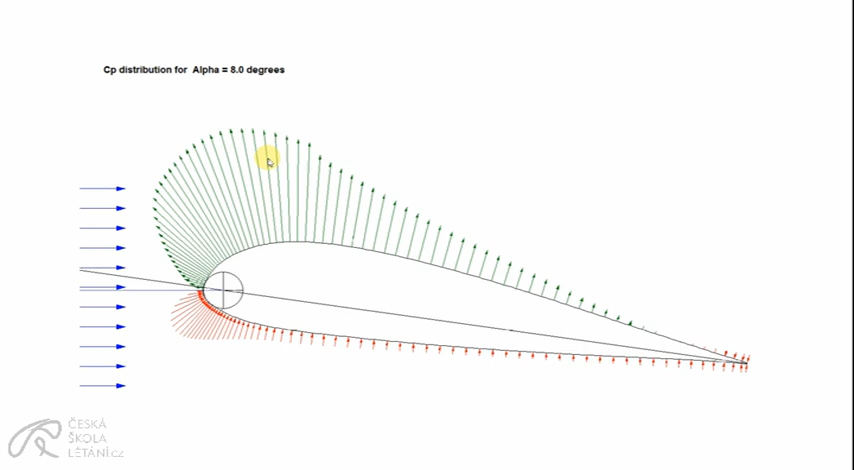 Cp distribution for Alpha = 8.0 degrees
ČESKÁ
ŠKOLA
LÉTÁNÍ.CZ